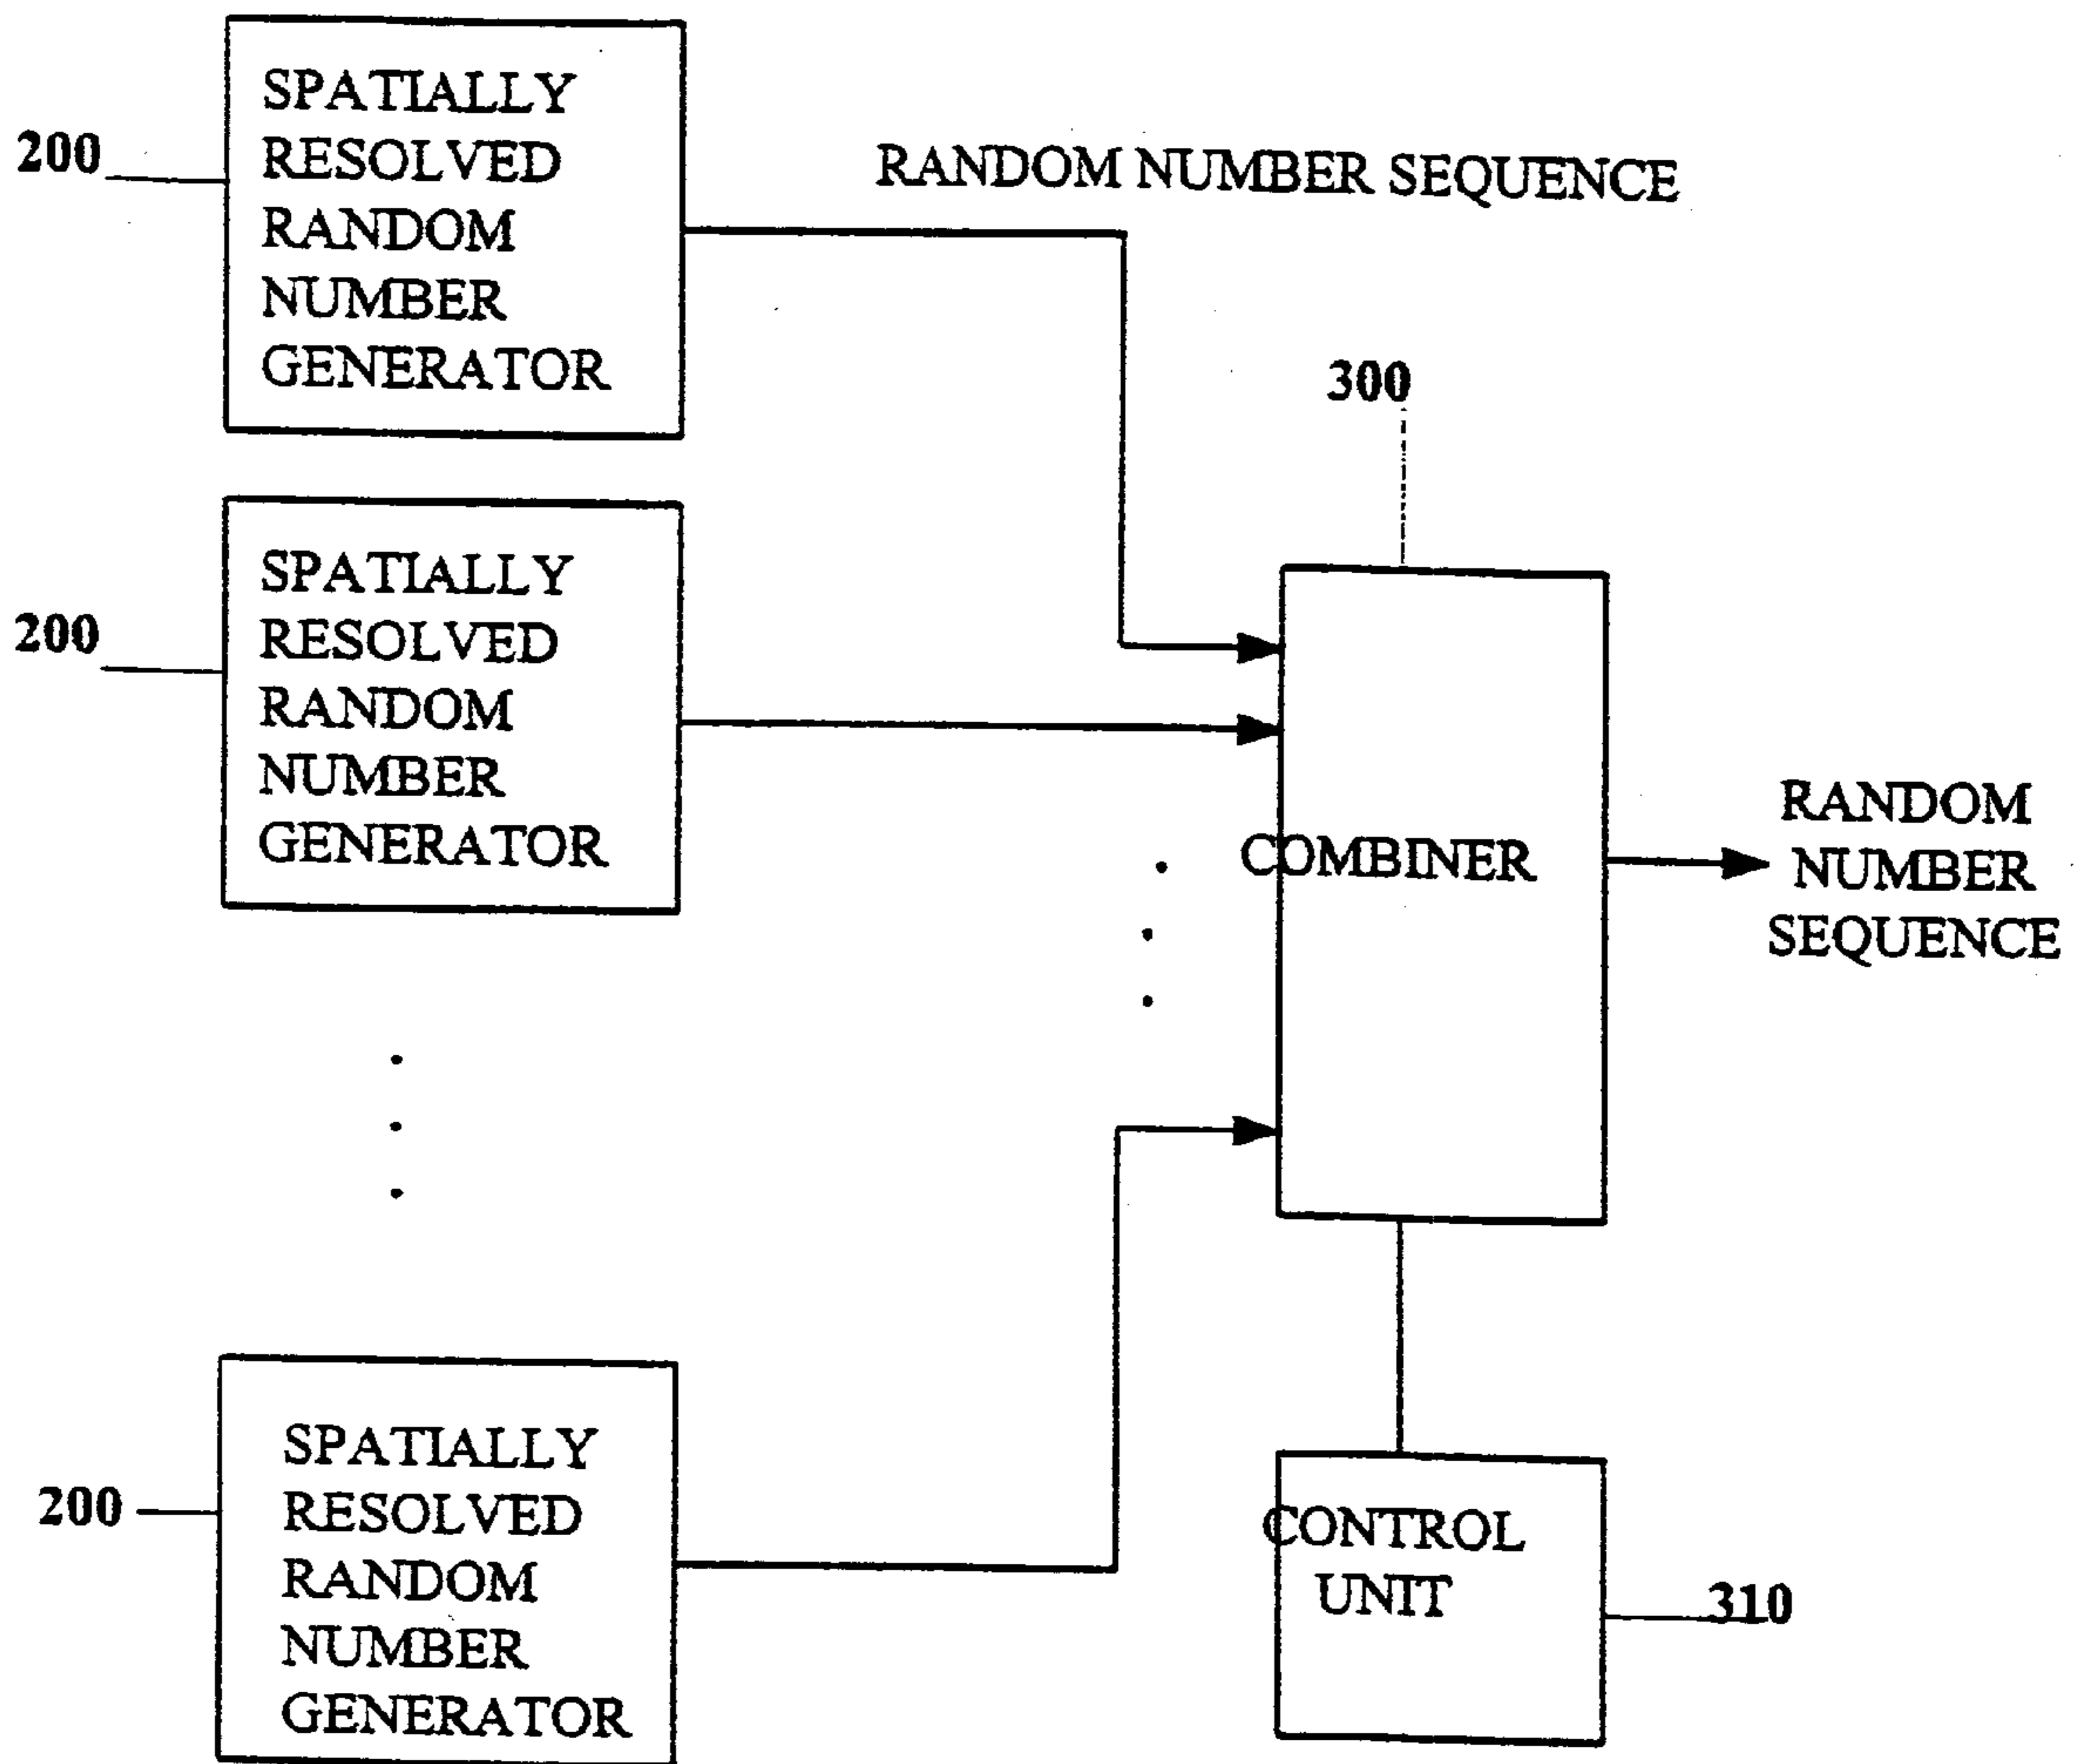 200
SPATIALLY
RESOLVED
RANDOM
NUMBER
GENERATOR
RANDOM NUMBER SEQUENCE
300
200
SPATIALLY
RESOLVED
RANDOM
NUMBER
GENERATOR
COMBINER
RANDOM
NUMBER
SEQUENCE
200
SPATIALLY
RESOLVED
RANDOM
NUMBER
GENERATOR
CONTROL
UNIT
310